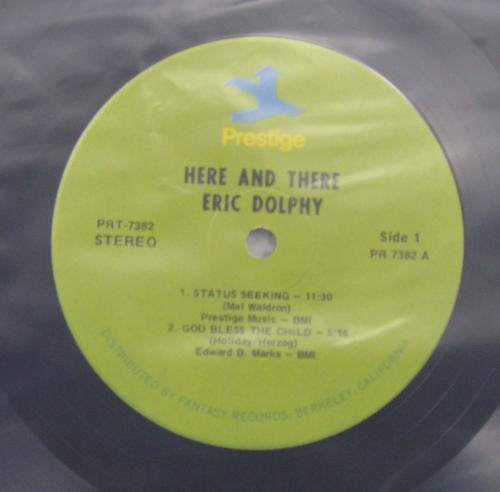 Prestige
HERE AND THERE
ERIC DOLPHY
PRT-7382
STEREO
Side 1
PR 7382 A
1. STATUS SEEKING – 11:30
(Mal Waldron)
Prestige Music – BMI
2. GOD BLESS THE CHILD – 5:16
(Holiday/Herzog)
Edward B. Marks – BMI
DISTRIBUTED BY FANTASY RECORDS, BERKELEY, CALIFORNIA